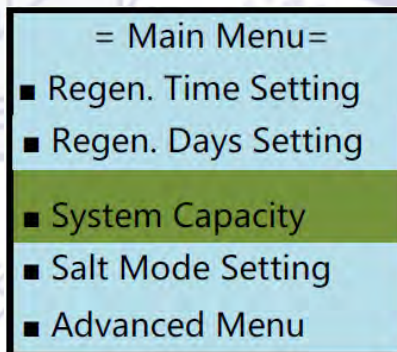 = Main Menu=
■ Regen. Time Setting
■ Regen. Days Setting
■ System Capacity
■ Salt Mode Setting
■ Advanced Menu